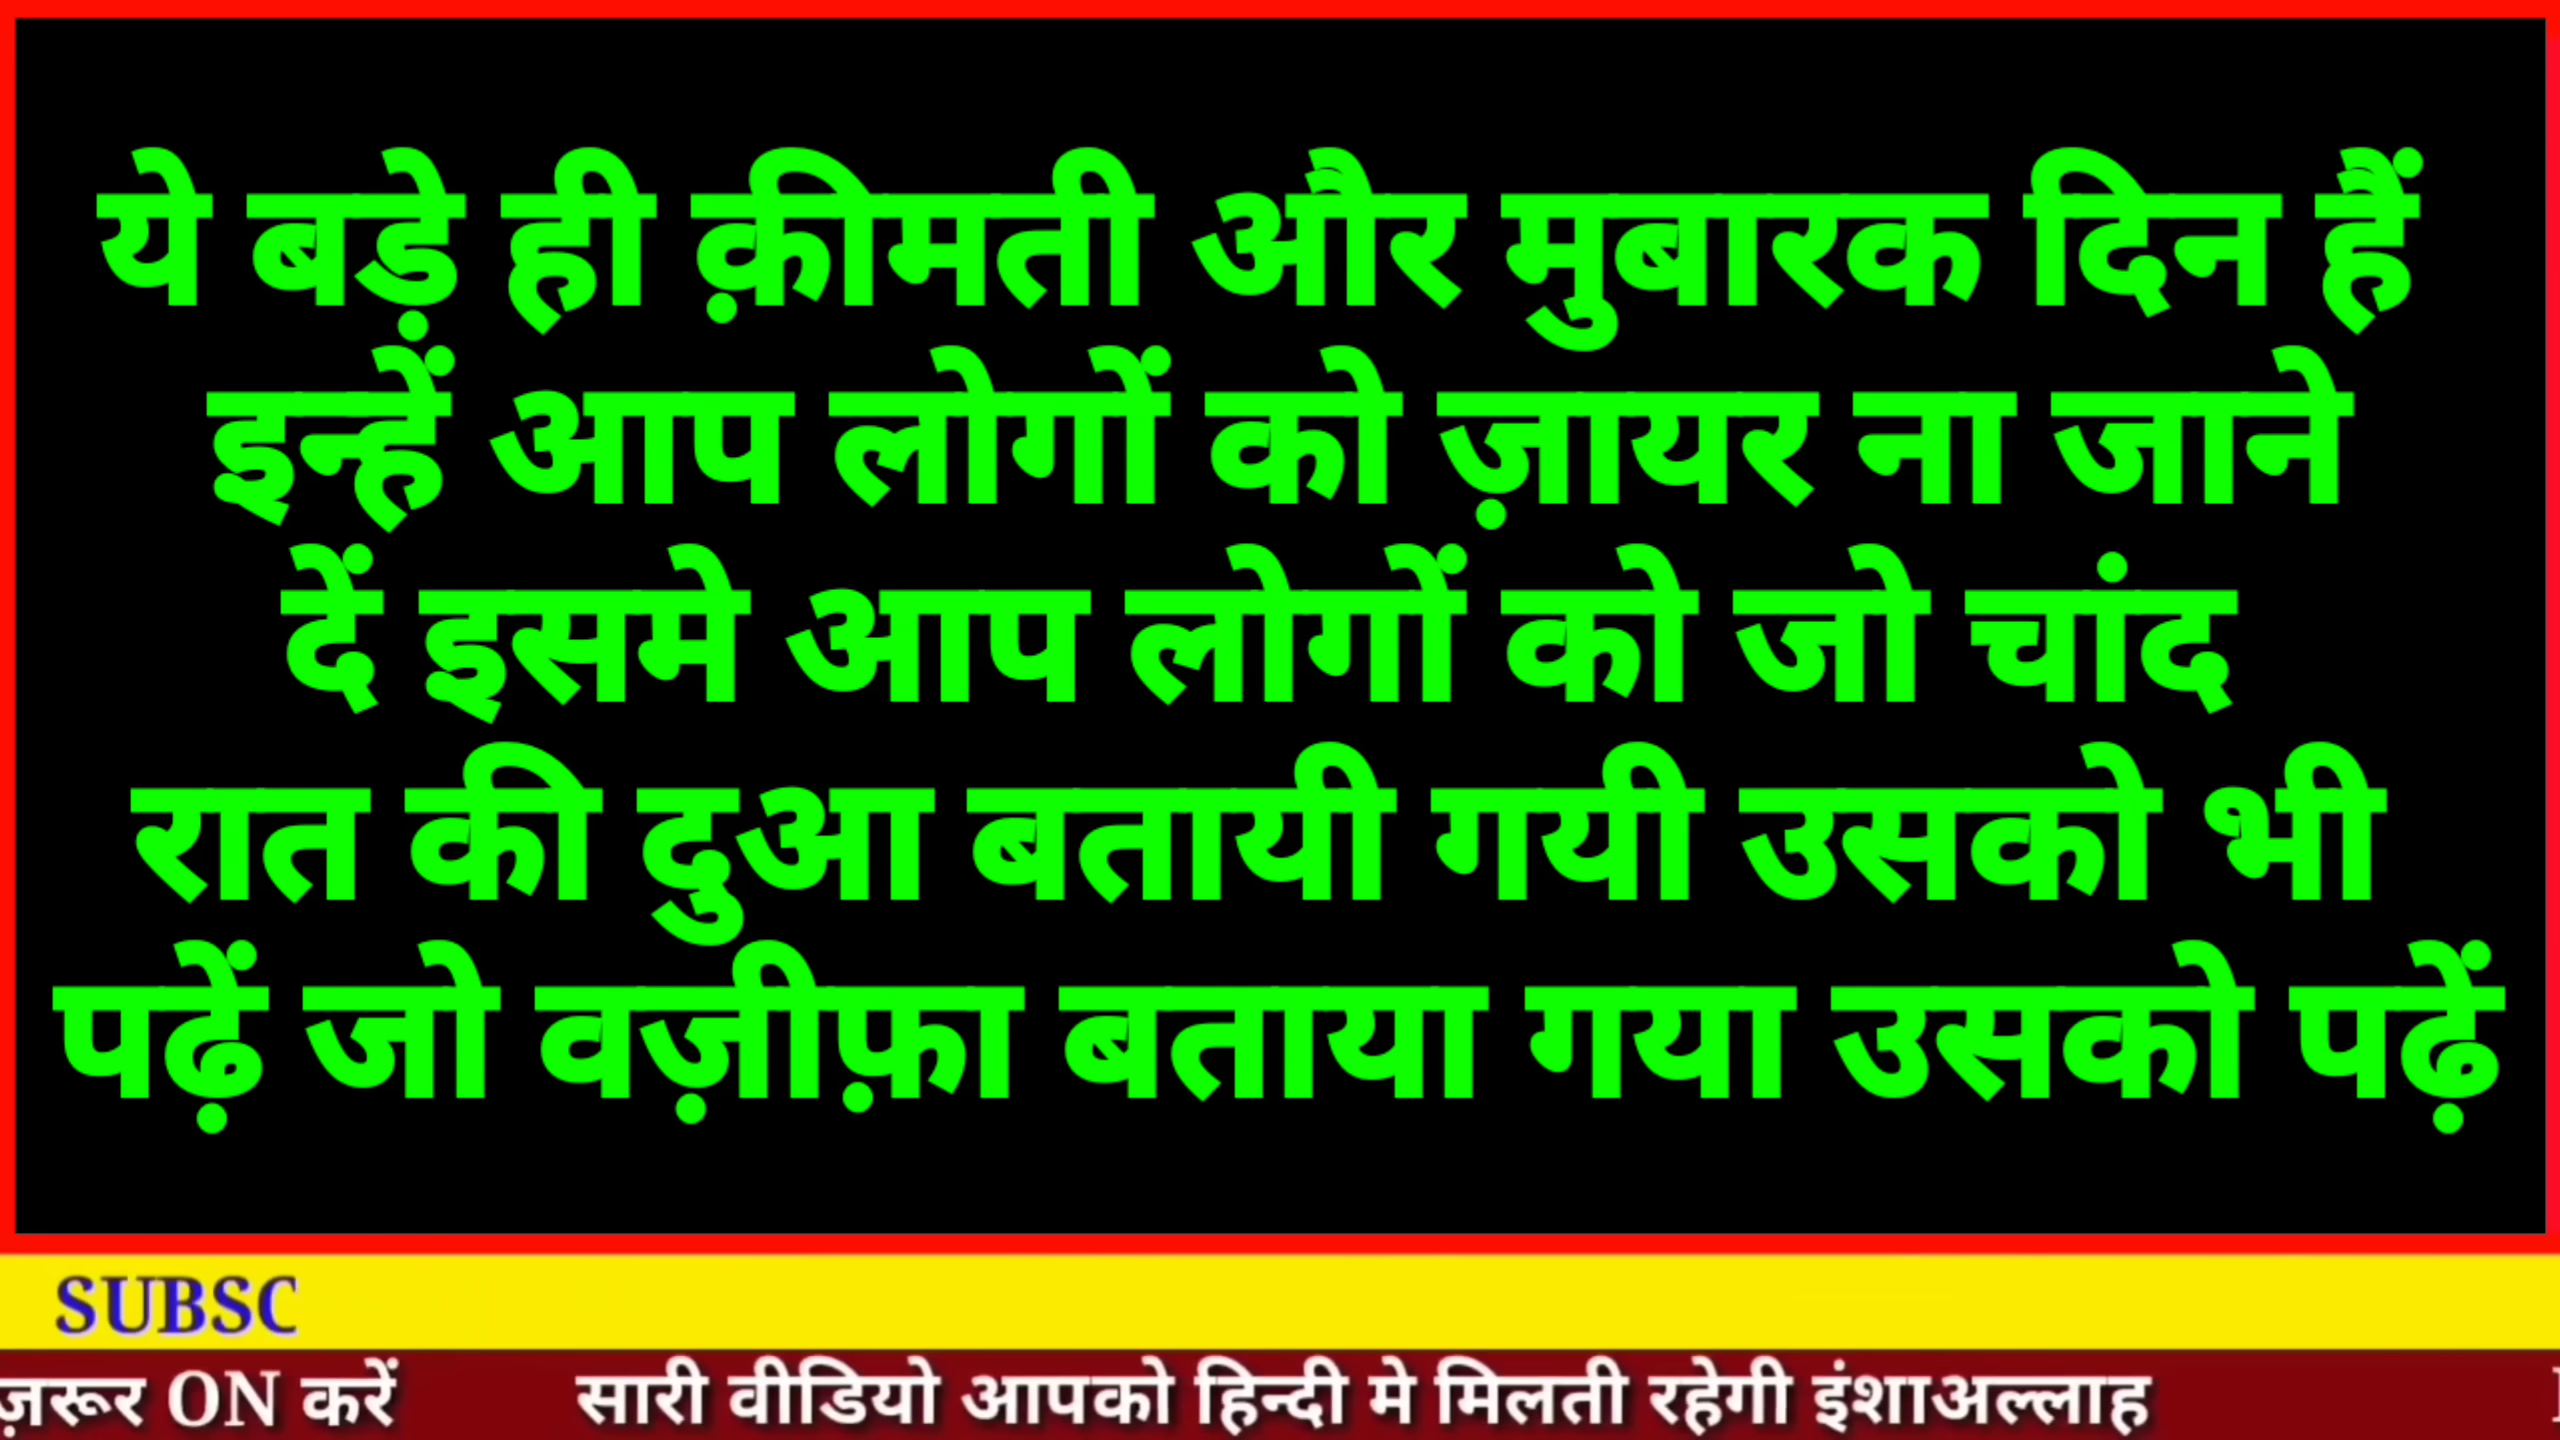 ये बड़े ही क़ीमती और मुबारक दिन हैं
इन्हें आप लोगों को ज़ायर ना जाने
दें इसमे आप लोगों को जो चांद
रात की दुआ बतायी गयी उसको भी
पढ़ें जो वज़ीफ़ा बताया गया उसको पढ़ें
SUBSC
ज़रूर ON करें सारी वीडियो आपको हिन्दी मे मिलती रहेगी इंशाअल्लाह